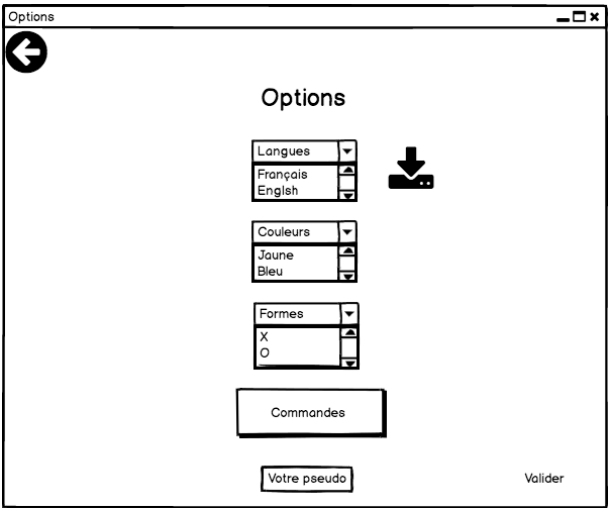 Options
Options
Langues
Français
Englsh
Couleurs
Jaune
Bleu
Formes
X
O
Commandes
Votre pseudo
Valider